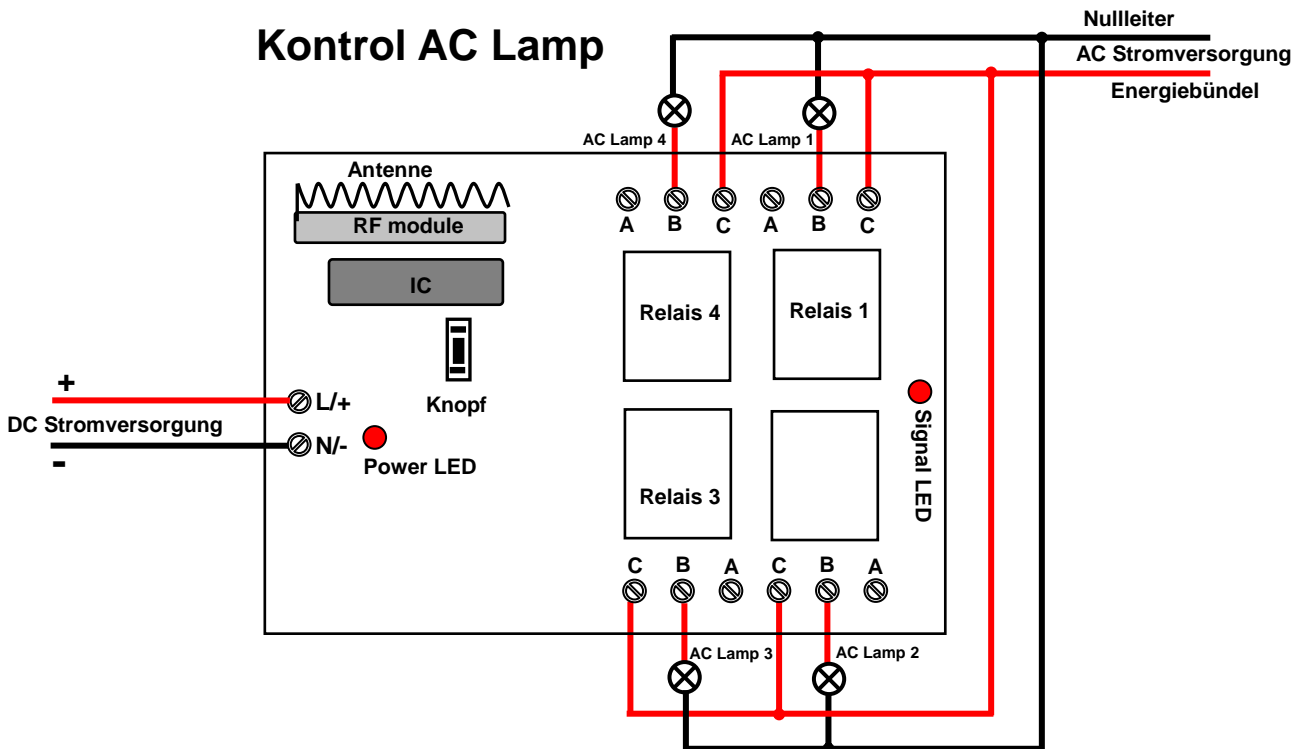 Nullleiter
Kontrol AC Lamp
AC Stromversorgung
Energiebündel
AC Lamp 4
AC Lamp 1
Antenne
RF module
A B C A B C
IC
Relais 4
Relais 1
+
L/+
Knopf
DC Stromversorgung
N/-
-
Power LED
Signal LED
Relais 3
C B A C B A
AC Lamp 3
AC Lamp 2